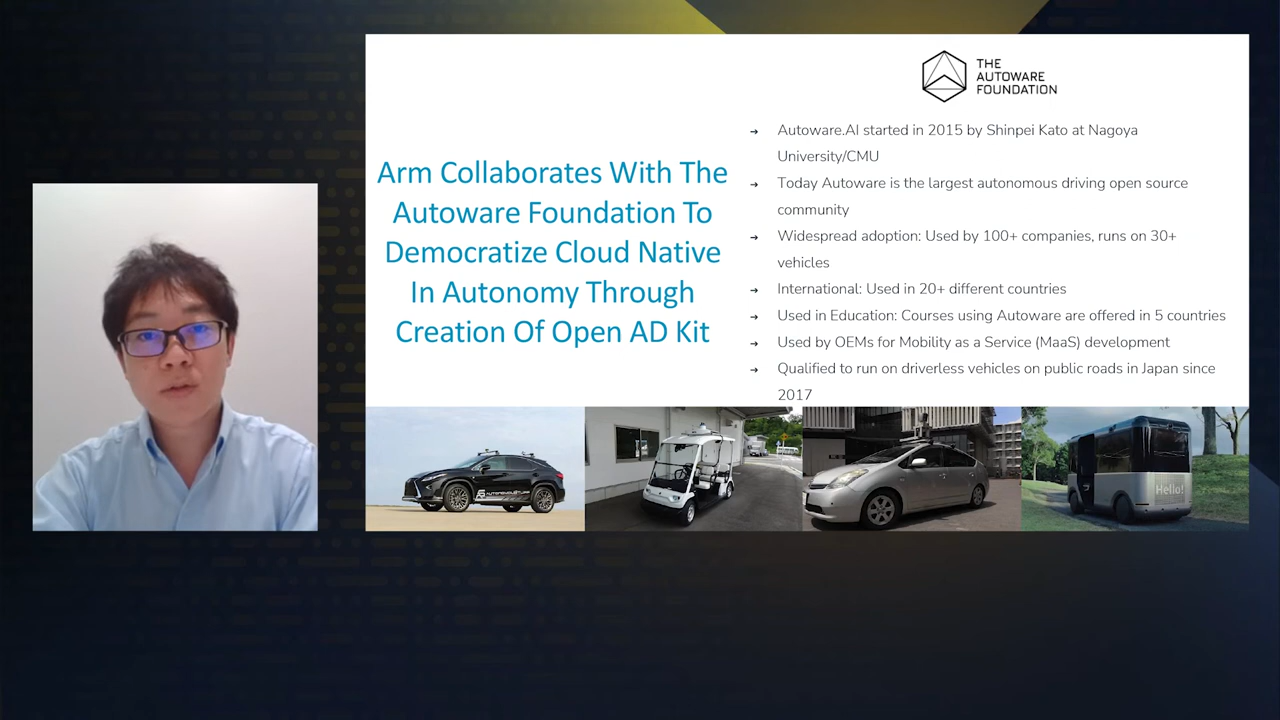 THE
AUTOWARE
FOUNDATION
Arm Collaborates With The
Autoware Foundation To
Democratize Cloud Native
In Autonomy Through
Creation Of Open AD Kit
→ Autoware.AI started in 2015 by Shinpei Kato at Nagoya
University/CMU
→ Today Autoware is the largest autonomous driving open source
community
→ Widespread adoption: Used by 100+ companies, runs on 30+
vehicles
→ International: Used in 20+ different countries
→ Used in Education: Courses using Autoware are offered in 5 countries
→ Used by OEMs for Mobility as a Service (MaaS) development
→ Qualified to run on driverless vehicles on public roads in Japan since
2017
Hello!